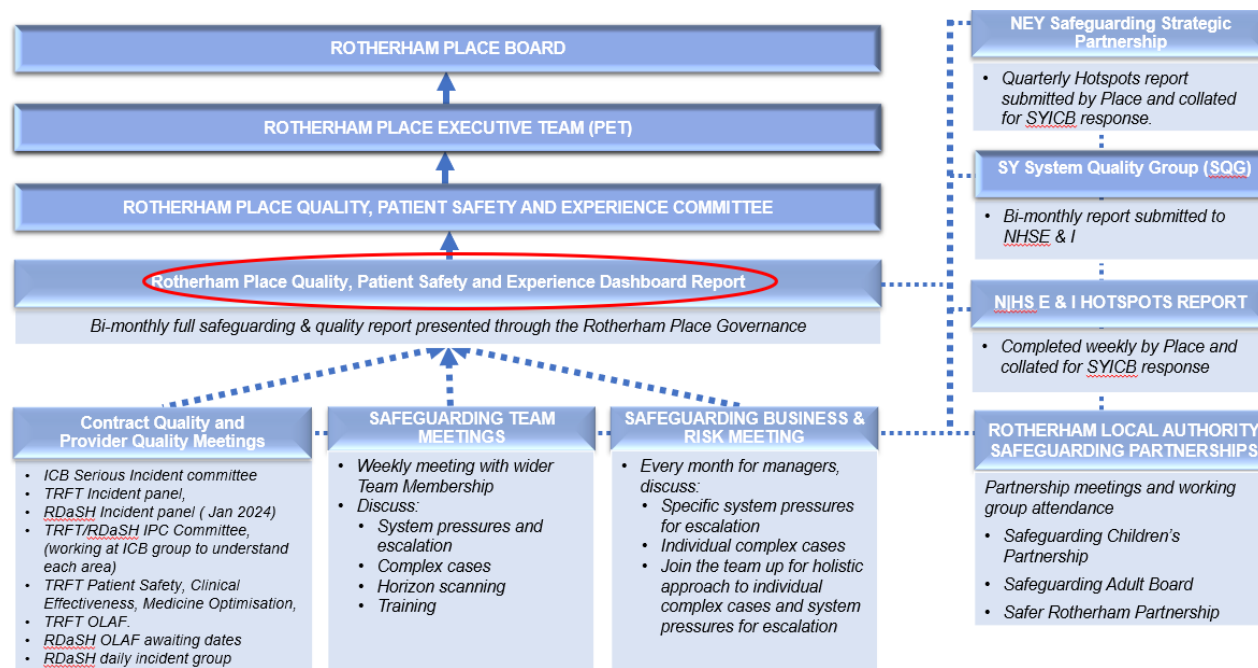 ROTHERHAM PLACE BOARD
ROTHERHAM PLACE EXECUTIVE TEAM (PET)
ROTHERHAM PLACE QUALITY, PATIENT SAFETY AND EXPERIENCE COMMITTEE
Rotherham Place Quality, Patient Safety and Experience Dashboard Report
Bi-monthly full safeguarding & quality report presented through the Rotherham Place Governance
Contract Quality and
Provider Quality Meetings
• ICB Serious Incident committee
• TRFT Incident panel,
• RDaSH Incident panel ( Jan 2024)
• TRFT/RDaSH IPC Committee,
(working at ICB group to understand
each area)
• TRFT Patient Safety, Clinical
Effectiveness, Medicine Optimisation,
• TRFT OLAF.
• RDaSH OLAF awaiting dates
• RDaSH daily incident group
SAFEGUARDING TEAM
MEETINGS
• Weekly meeting with wider
Team Membership
• Discuss:
• System pressures and
escalation
• Complex cases
• Horizon scanning
• Training
SAFEGUARDING BUSINESS &
RISK MEETING
• Every month for managers,
discuss:
• Specific system pressures
for escalation
• Individual complex cases
• Join the team up for holistic
approach to individual
complex cases and system
pressures for escalation
NEY Safeguarding Strategic
Partnership
• Quarterly Hotspots report
submitted by Place and collated
for SYICB response.
SY System Quality Group (SQG)
• Bi-monthly report submitted to
NHSE & I
N|HS E & I HOTSPOTS REPORT
• Completed weekly by Place and
collated for SYICB response
ROTHERHAM LOCAL AUTHORITY
SAFEGUARDING PARTNERSHIPS
Partnership meetings and working
group attendance
• Safeguarding Children's
Partnership
• Safeguarding Adult Board
• Safer Rotherham Partnership